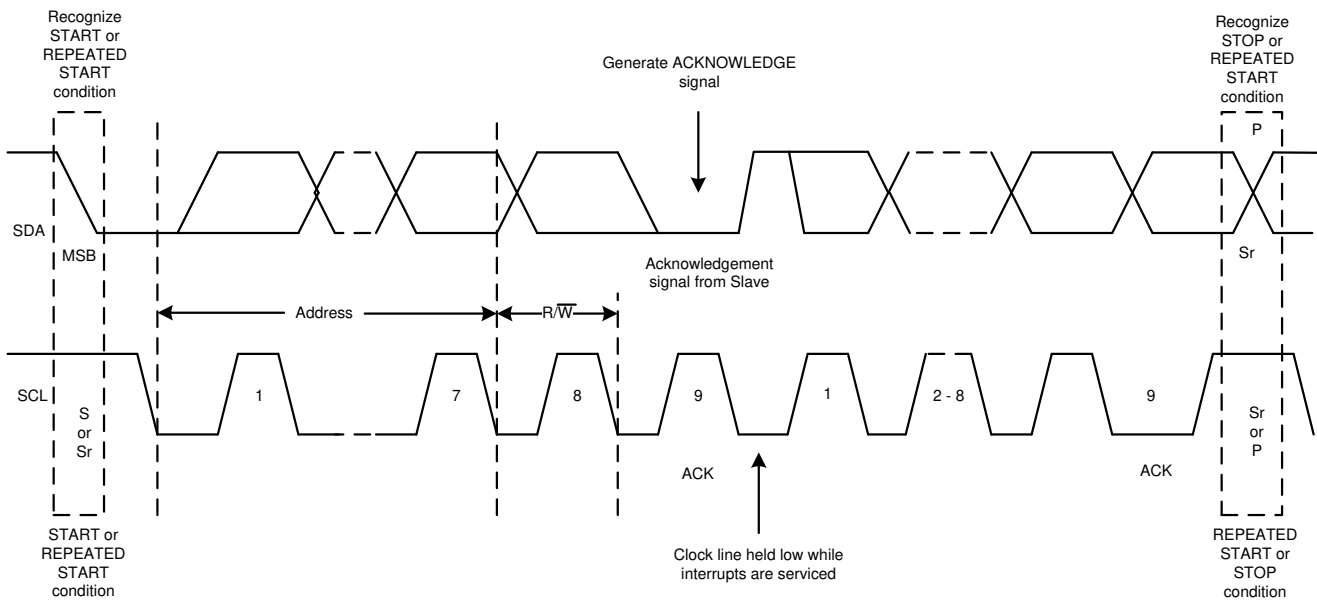 Recognize
START or
REPEATED
START
condition
Recognize
STOP or
REPEATED
START
condition
Generate ACKNOWLEDGE
signal
P
SDA
MSB
Acknowledgement
signal from Slave
Sr
Address
R/W̅
SCL
S
or
Sr
1
7
8
9
1
2 - 8
9
Sr
or
P
ACK
ACK
START or
REPEATED
START
condition
Clock line held low while
interrupts are serviced
REPEATED
START or
STOP
condition